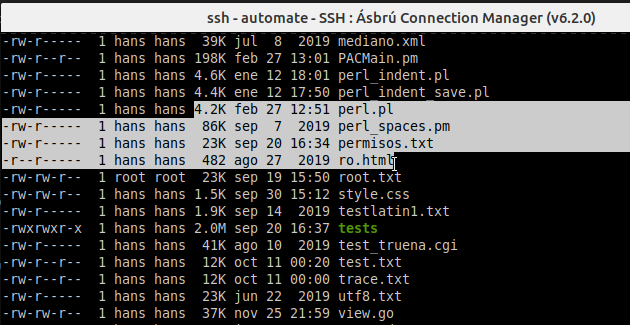 ssh - automate - SSH : Ásbrú Connection Manager (v6.2.0)
-rw-r----- 1 hans hans 39K jul 8 2019 mediano.xml
-rw-r--r-- 1 hans hans 198K feb 27 13:01 PACMain.pm
-rw-r----- 1 hans hans 4.6K ene 12 18:01 perl_indent.pl
-rw-r----- 1 hans hans 4.4K ene 12 17:50 perl_indent_save.pl
-rw-r----- 1 hans hans 4.2K feb 27 12:51 perl.pl
-rw-rw---- 1 hans hans 86K sep 7 2019 perl_spaces.pm
-rw-r----- 1 hans hans 23K sep 20 16:34 permisos.txt
-r--r----- 1 hans hans 482 ago 27 2019 ro.html
-rw-rw-r-- 1 root root 23K sep 19 15:50 root.txt
-rw-rw-r-- 1 hans hans 1.5K sep 30 15:12 style.css
-rw-r----- 1 hans hans 1.9K sep 14 2019 testlatin1.txt
-rwxrwxr-x 1 hans hans 2.0M sep 20 16:37 tests
-rw-r----- 1 hans hans 41K ago 10 2019 test_truena.cgi
-rw-rw-r-- 1 hans hans 12K oct 11 00:20 test.txt
-rw-rw-r-- 1 hans hans 12K oct 11 00:00 trace.txt
-rw-r----- 1 hans hans 23K jun 22 2019 utf8.txt
-rw-rw-r-- 1 hans hans 37K nov 25 21:59 view.go